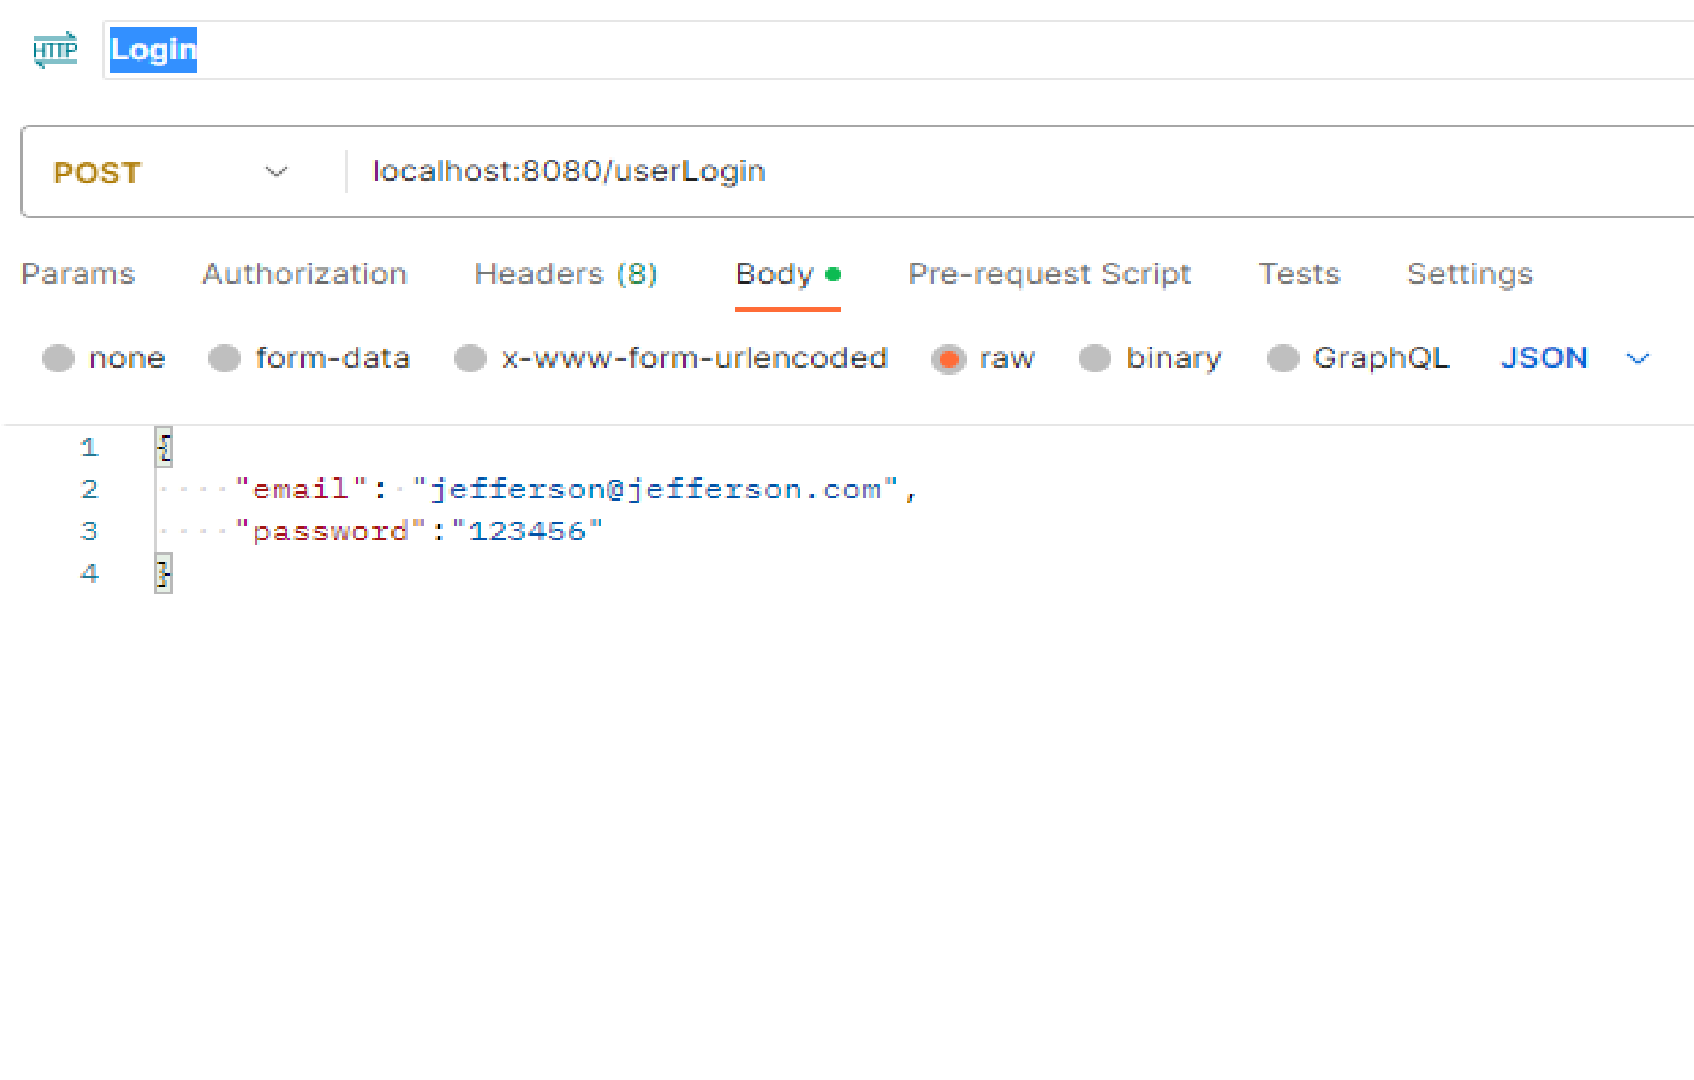 HTTP Login
POST localhost:8080/userLogin
Params Authorization Headers (8) Body Pre-request Script Tests Settings
none form-data x-www-form-urlencoded raw binary GraphQL JSON
1 {
2 "email": "jefferson@jefferson.com",
3 "password":"123456"
4 }